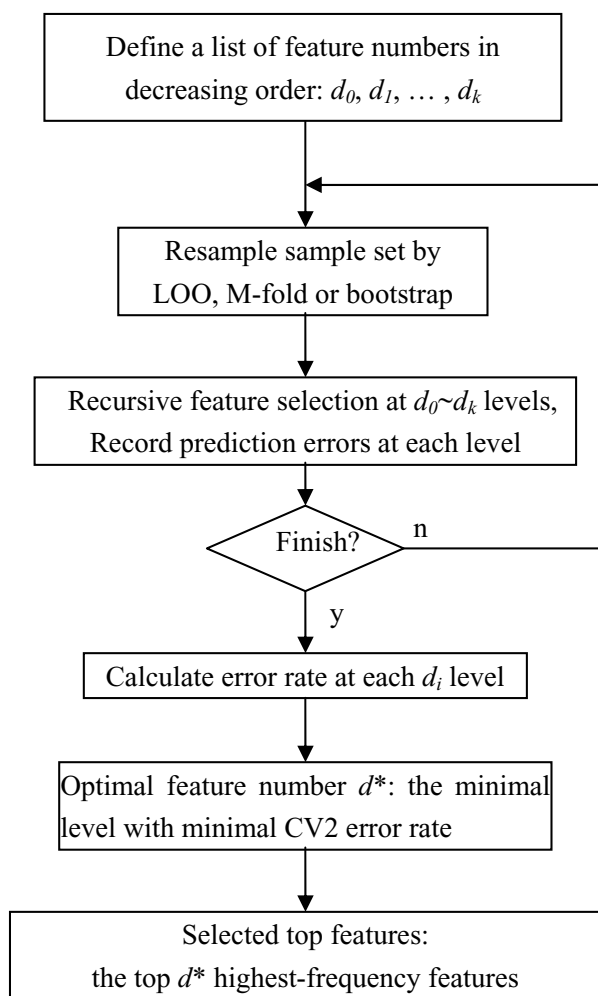 Define a list of feature numbers in
decreasing order: d0, d1, … , dk
Resample sample set by
LOO, M-fold or bootstrap
Recursive feature selection at d0~dk levels,
Record prediction errors at each level
Finish?
n
y
Calculate error rate at each di level
Optimal feature number d*: the minimal
level with minimal CV2 error rate
Selected top features:
the top d* highest-frequency features